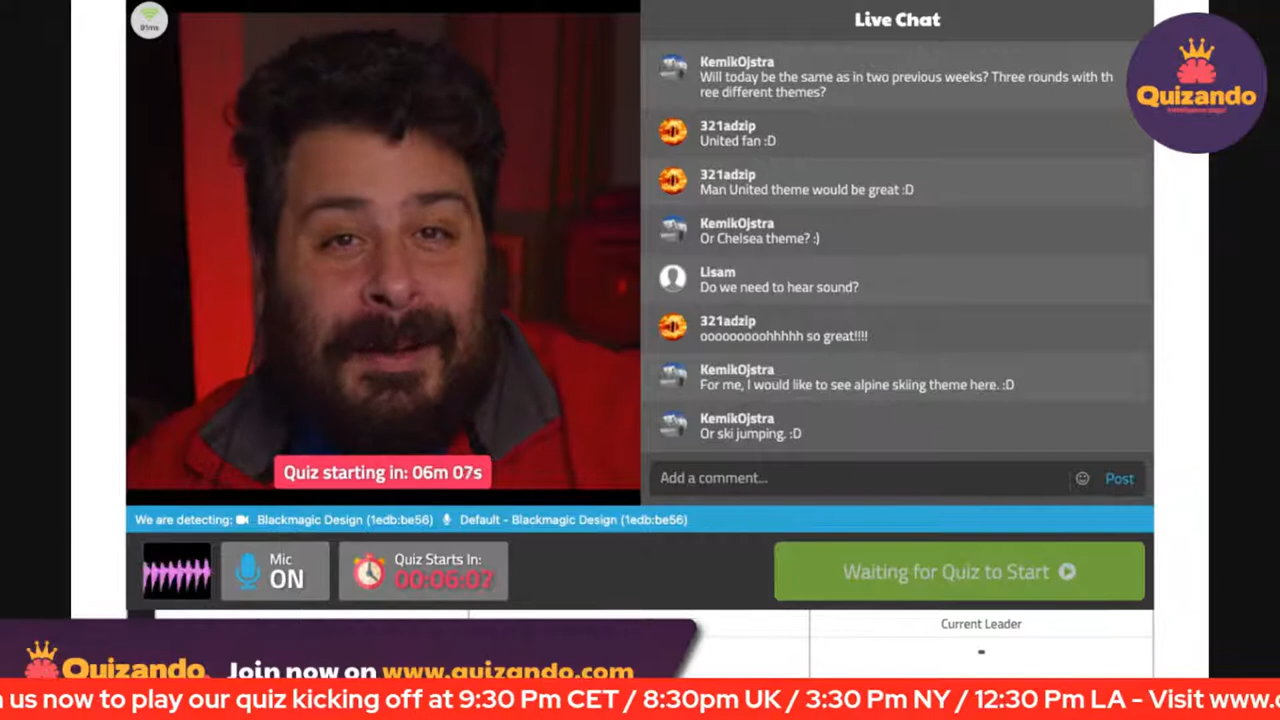 91ms
Live Chat
KemikOjstra
Will today be the same as in two previous weeks? Three rounds with th
ree different themes?
321adzip
United fan :D
321adzip
Man United theme would be great :D
KemikOjstra
Or Chelsea theme? :)
Lisam
Do we need to hear sound?
321adzip
ooooooooohhhhh so great!!!!
KemikOjstra
For me, I would like to see alpine skiing theme here. :D
KemikOjstra
Or ski jumping. :D
Add a comment...
Post
Quizando
Quiz starting in: 06m 07s
We are detecting: Blackmagic Design (1edb:be56) Default - Blackmagic Design (1edb:be56)
Mic
ON
Quiz Starts In:
00:06:07
Waiting for Quiz to Start
Current Leader
-
Quizando Join now on www.quizando.com
n us now to play our quiz kicking off at 9:30 Pm CET / 8:30pm UK / 3:30 Pm NY / 12:30 Pm LA - Visit www.